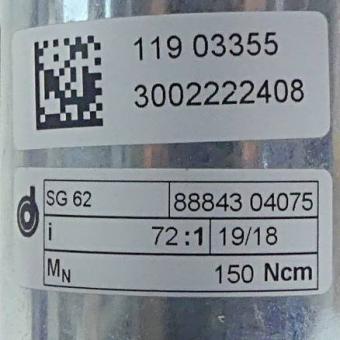 119 03355
3002222408
SG 62 88843 04075
i 72:1 19/18
MN 150 Ncm